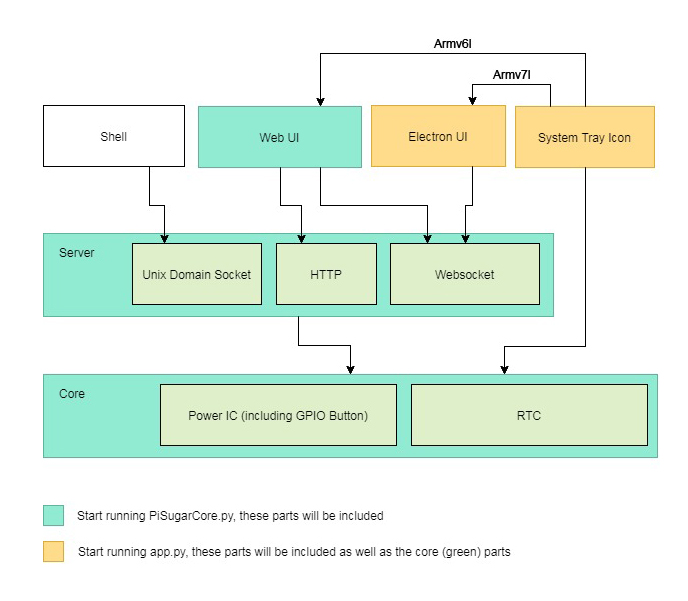 Armv6l
Armv7l
Shell
Web UI
Electron UI
System Tray Icon
Server
Unix Domain Socket
HTTP
Websocket
Core
Power IC (including GPIO Button)
RTC
Start running PiSugarCore.py, these parts will be included
Start running app.py, these parts will be included as well as the core (green) parts